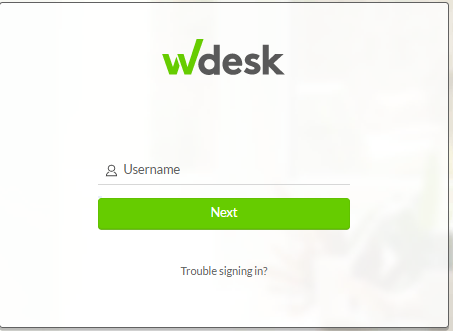 wdesk
Username
Next
Trouble signing in?